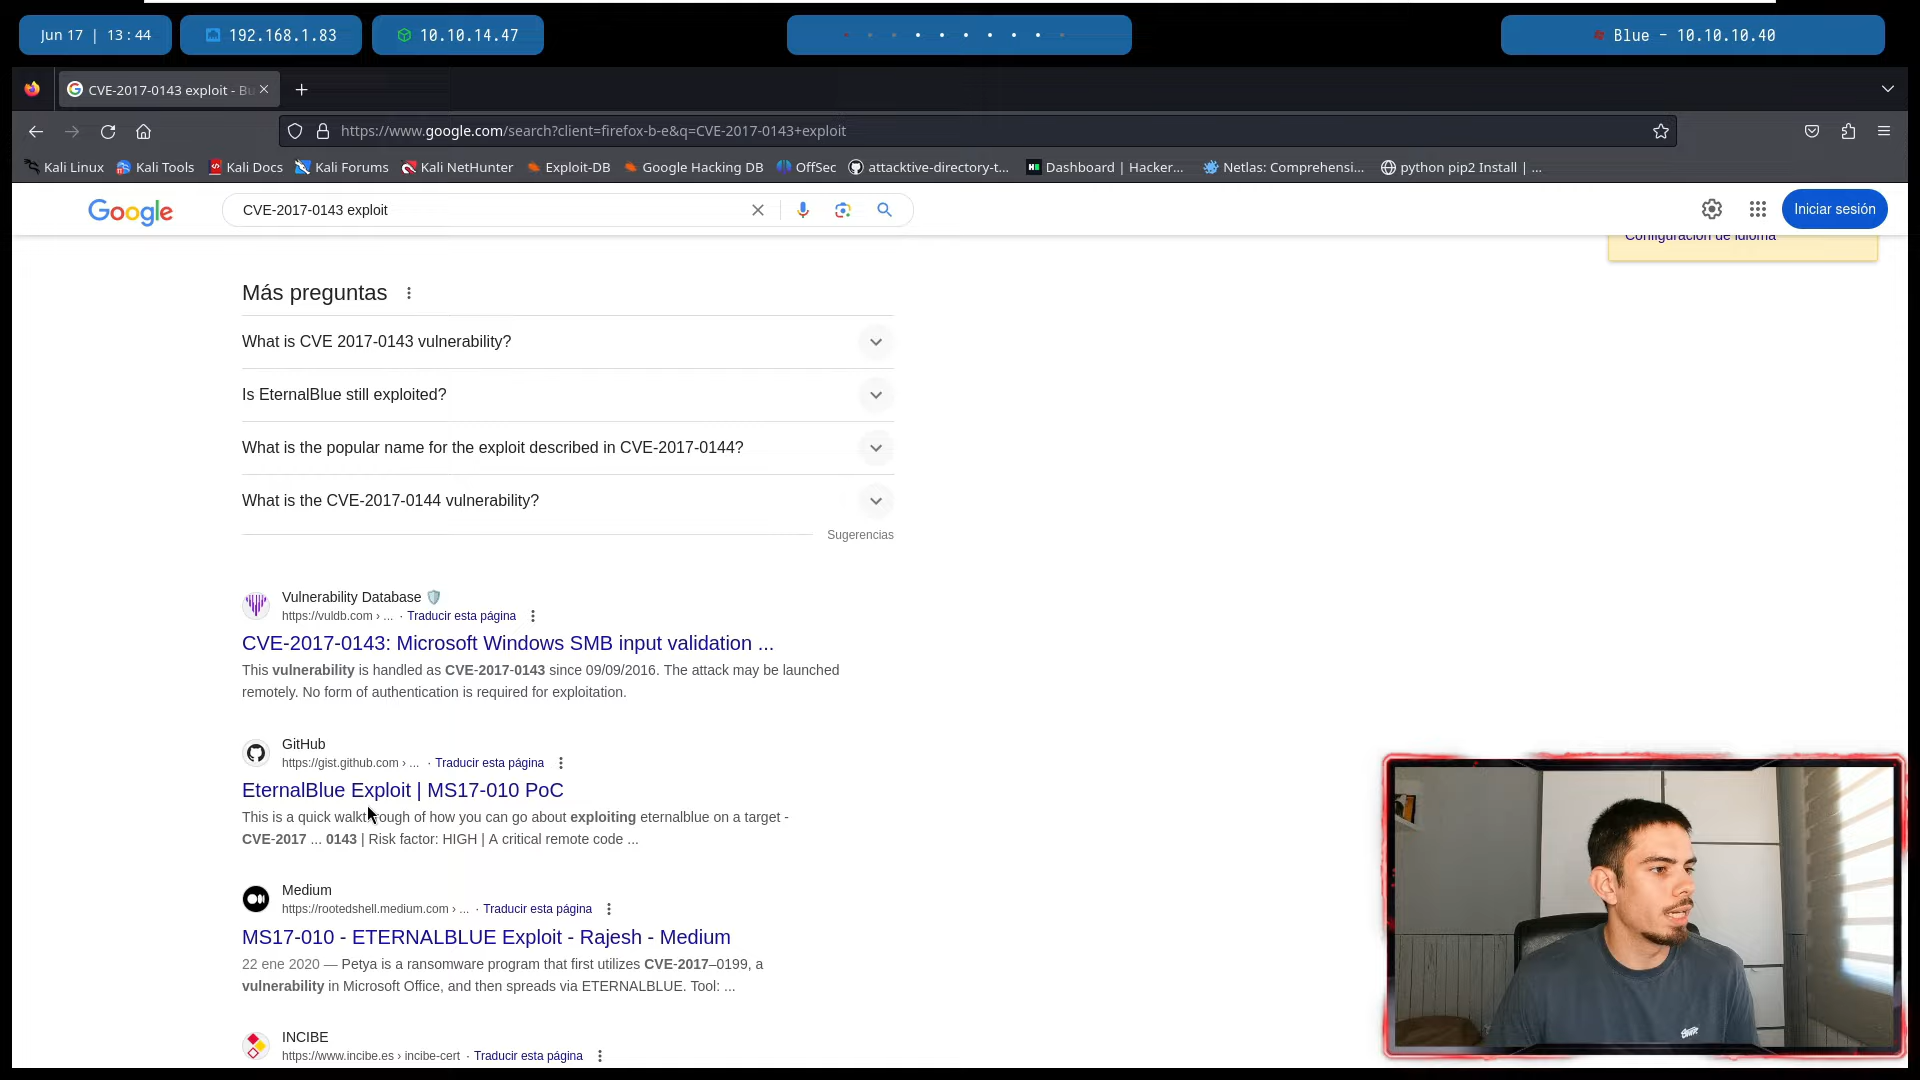 Jun 17 | 13:44
192.168.1.83
10.10.14.47
Blue - 10.10.10.40
CVE-2017-0143 exploit - Bu
https://www.google.com/search?client=firefox-b-e&q=CVE-2017-0143+exploit
Kali Linux
Kali Tools
Kali Docs
Kali Forums
Kali NetHunter
Exploit-DB
Google Hacking DB
OffSec
attacktive-directory-t...
Dashboard | Hacker...
Netlas: Comprehensi...
python pip2 Install | ...
Google
CVE-2017-0143 exploit
Iniciar sesión
Configuración de idioma
Más preguntas
What is CVE 2017-0143 vulnerability?
Is EternalBlue still exploited?
What is the popular name for the exploit described in CVE-2017-0144?
What is the CVE-2017-0144 vulnerability?
Sugerencias
Vulnerability Database
https://vuldb.com › ... · Traducir esta página
CVE-2017-0143: Microsoft Windows SMB input validation ...
This vulnerability is handled as CVE-2017-0143 since 09/09/2016. The attack may be launched
remotely. No form of authentication is required for exploitation.
GitHub
https://gist.github.com › ... · Traducir esta página
EternalBlue Exploit | MS17-010 PoC
This is a quick walkthrough of how you can go about exploiting eternalblue on a target -
CVE-2017 ... 0143 | Risk factor: HIGH | A critical remote code ...
Medium
https://rootedshell.medium.com › ... · Traducir esta página
MS17-010 - ETERNALBLUE Exploit - Rajesh - Medium
22 ene 2020 — Petya is a ransomware program that first utilizes CVE-2017–0199, a
vulnerability in Microsoft Office, and then spreads via ETERNALBLUE. Tool: ...
INCIBE
https://www.incibe.es › incibe-cert · Traducir esta página